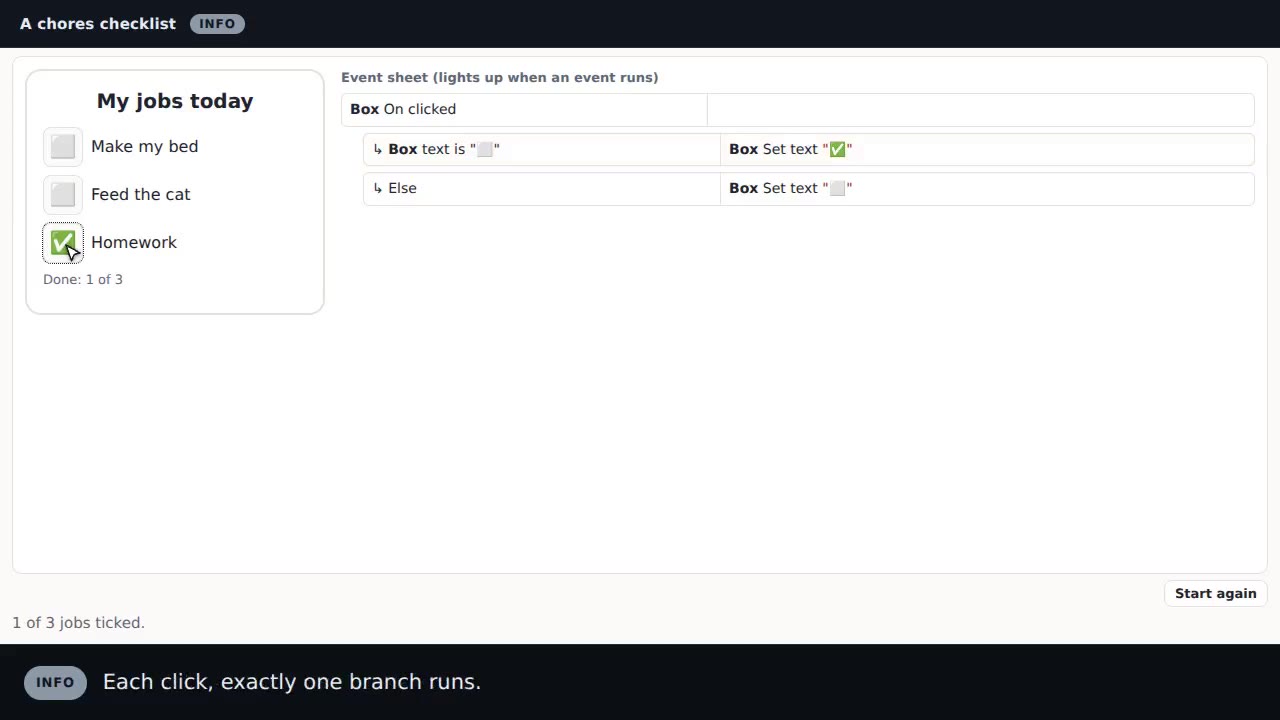 A chores checklist INFO
My jobs today
⬜ Make my bed
⬜ Feed the cat
✅ Homework
Done: 1 of 3
Event sheet (lights up when an event runs)
Box On clicked
↳ Box text is "⬜" Box Set text "✅"
↳ Else Box Set text "⬜"
Start again
1 of 3 jobs ticked.
INFO Each click, exactly one branch runs.